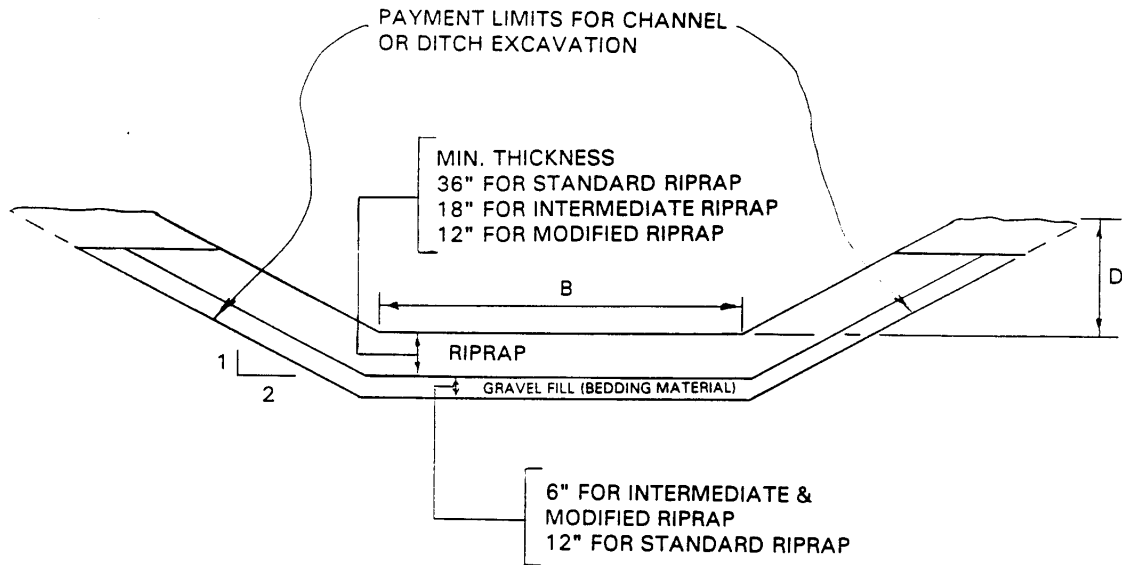 PAYMENT LIMITS FOR CHANNEL
OR DITCH EXCAVATION
MIN. THICKNESS
36" FOR STANDARD RIPRAP
18" FOR INTERMEDIATE RIPRAP
12" FOR MODIFIED RIPRAP
B
D
RIPRAP
1
2
GRAVEL FILL (BEDDING MATERIAL)
6" FOR INTERMEDIATE &
MODIFIED RIPRAP
12" FOR STANDARD RIPRAP